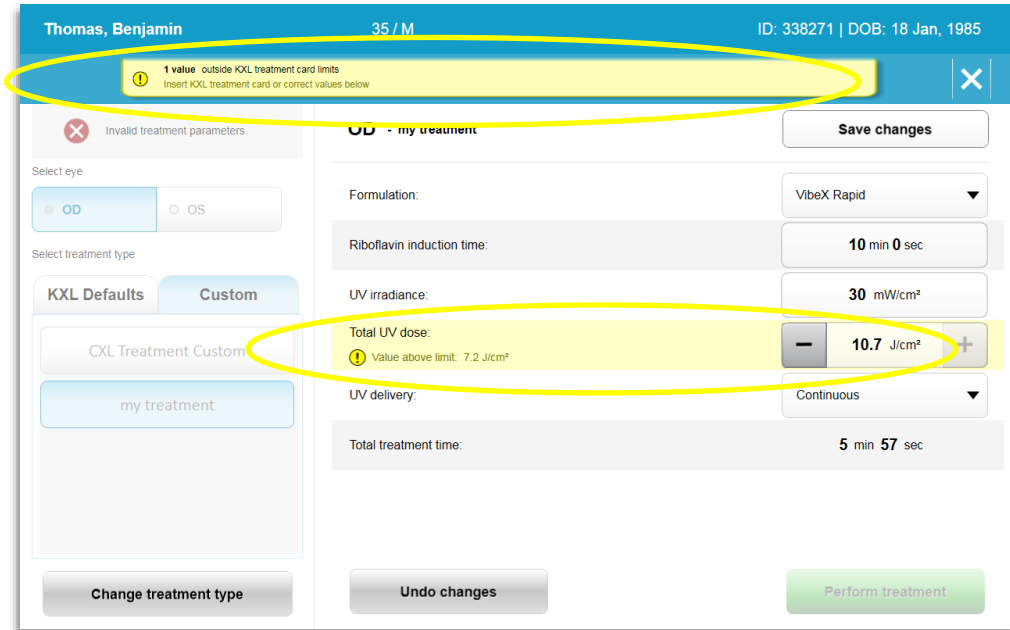 Thomas, Benjamin 35 / M ID: 338271 | DOB: 18 Jan, 1985
1 value outside KXL treatment card limits
Insert KXL treatment card or correct values below
Invalid treatment parameters
OD - my treatment
Save changes
Select eye
OD OS
Select treatment type
KXL Defaults Custom
CXL Treatment Custom
my treatment
Change treatment type
Formulation: VibeX Rapid
Riboflavin induction time: 10 min 0 sec
UV irradiance: 30 mW/cm²
Total UV dose: 10.7 J/cm²
Value above limit: 7.2 J/cm²
UV delivery: Continuous
Total treatment time: 5 min 57 sec
Undo changes
Perform treatment